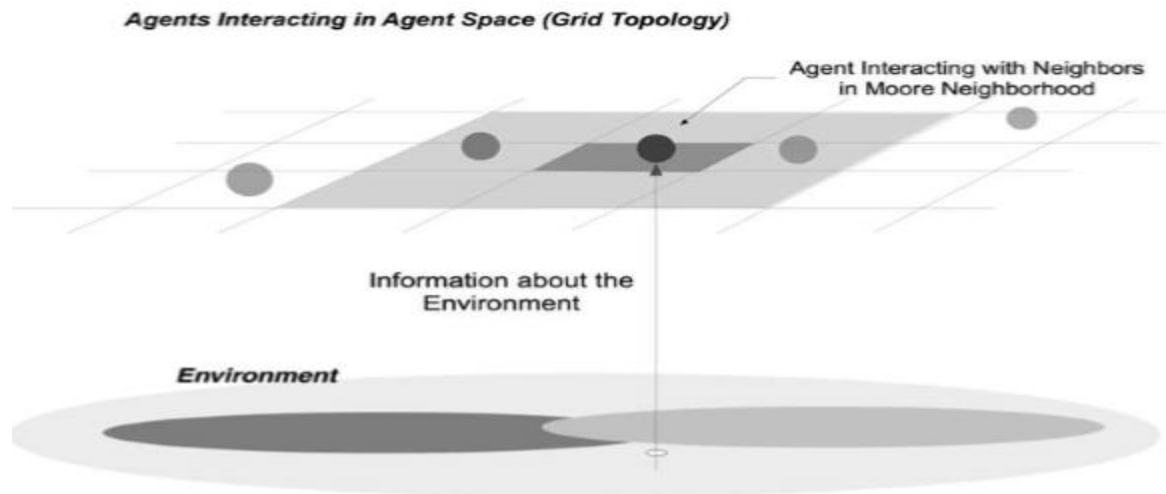 Agents Interacting in Agent Space (Grid Topology)
Agent Interacting with Neighbors
in Moore Neighborhood
Information about the
Environment
Environment